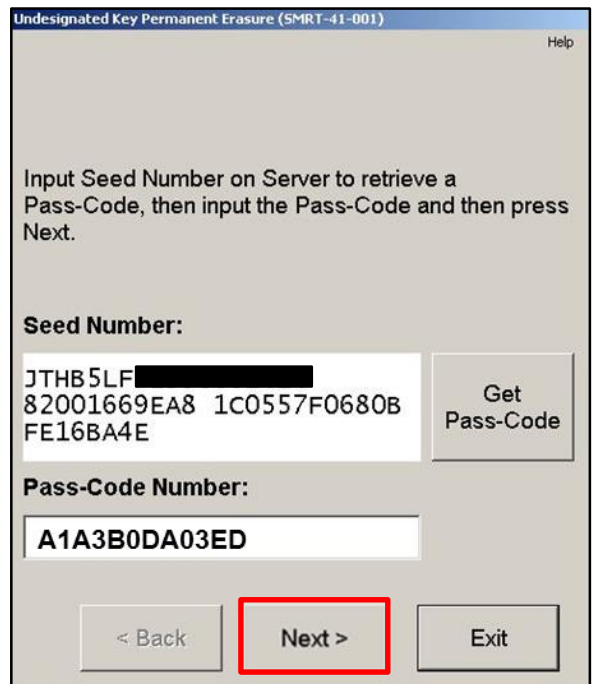 Undesignated Key Permanent Erasure (SMRT-41-001)
Help
Input Seed Number on Server to retrieve a
Pass-Code, then input the Pass-Code and then press
Next.
Seed Number:
JTHB5LF
82001669EA8 1C0557F0680B
FE16BA4E
Get
Pass-Code
Pass-Code Number:
A1A3B0DA03ED
< Back
Next >
Exit